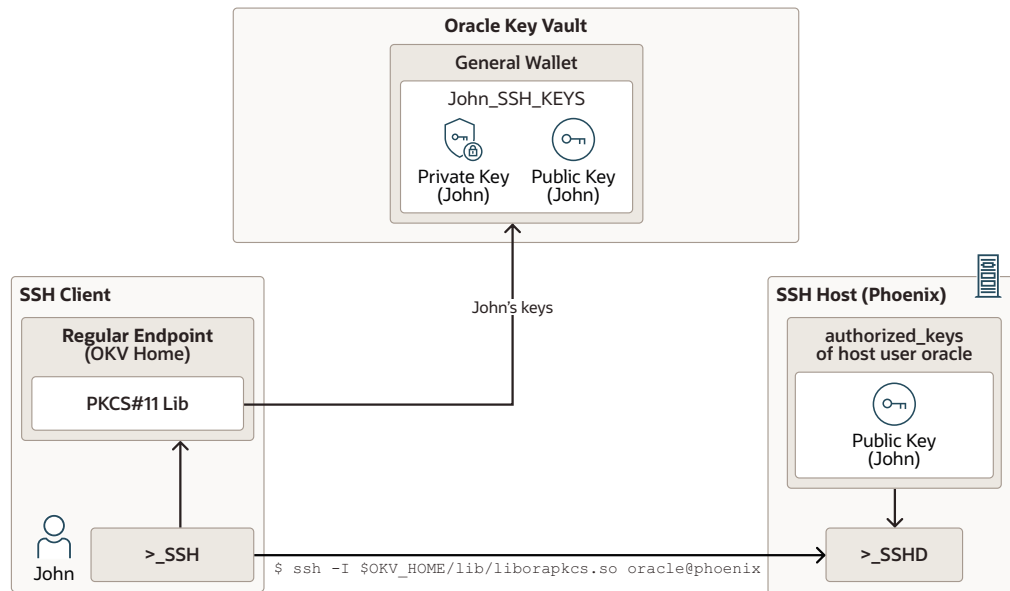 Oracle Key Vault
General Wallet
John_SSH_KEYS
Private Key
(John)
Public Key
(John)
John's keys
SSH Client
Regular Endpoint
(OKV Home)
PKCS#11 Lib
John
>_SSH
$ ssh -I $OKV_HOME/lib/liborapkcs.so oracle@phoenix
SSH Host (Phoenix)
authorized_keys
of host user oracle
Public Key
(John)
>_SSHD